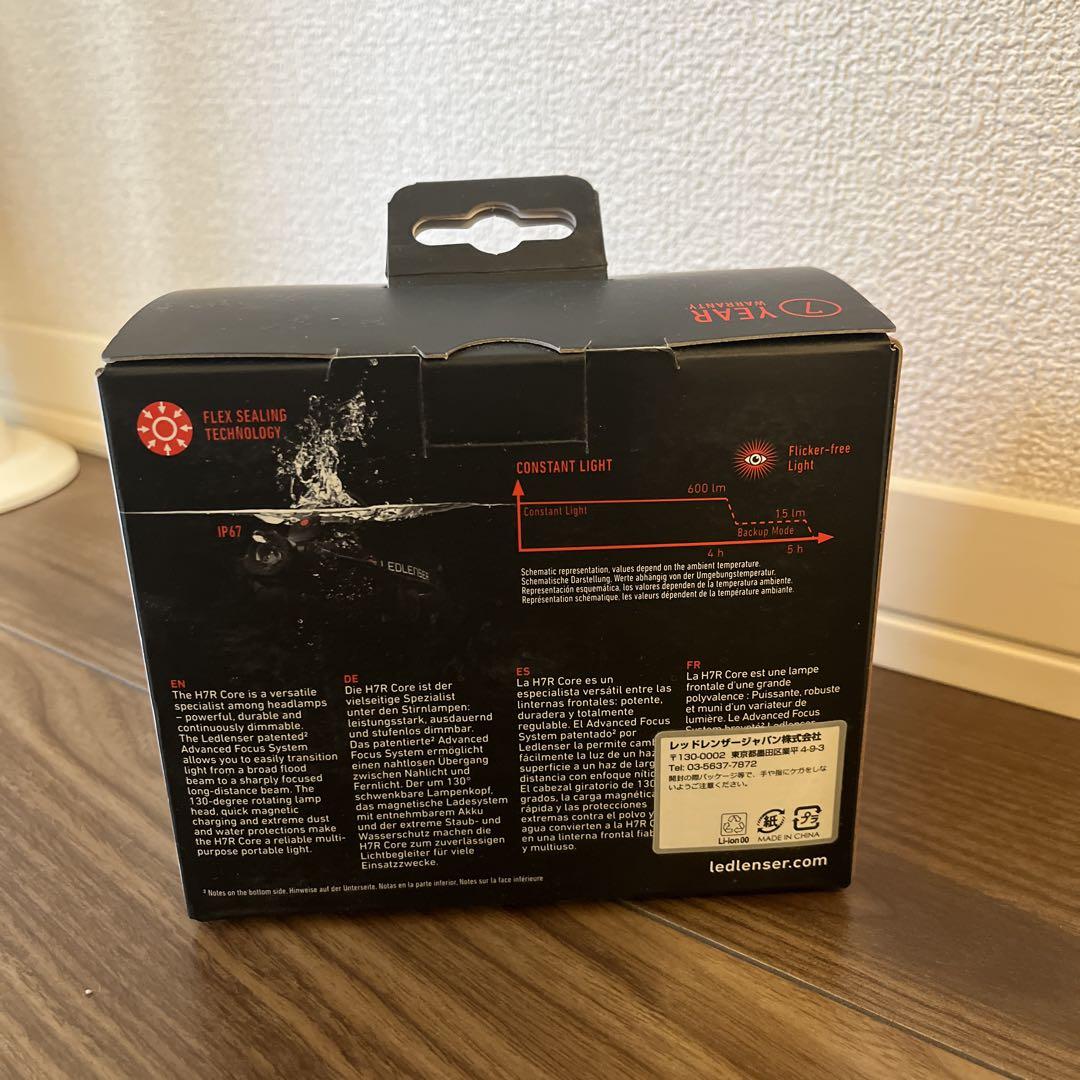 7 YEAR
WARRANTY
FLEX SEALING
TECHNOLOGY
IP67
LEDLENSER
CONSTANT LIGHT
Flicker-free
Light
600 lm
Constant Light
15 lm
Backup Mode
4 h
5 h
Schematic representation, values depend on the ambient temperature.
Schematische Darstellung. Werte abhängig von der Umgebungstemperatur.
Representación esquemática, los valores dependen de la temperatura ambiente.
Représentation schématique, les valeurs dépendent de la température ambiante.
EN
The H7R Core is a versatile
specialist among headlamps
– powerful, durable and
continuously dimmable.
The Ledlenser patented²
Advanced Focus System
allows you to easily transition
light from a broad flood
beam to a sharply focused
long-distance beam. The
130-degree rotating lamp
head, quick magnetic
charging and extreme dust
and water protections make
the H7R Core a reliable multi-
purpose portable light.
DE
Die H7R Core ist der
vielseitige Spezialist
unter den Stirnlampen:
leistungsstark, ausdauernd
und stufenlos dimmbar.
Das patentierte² Advanced
Focus System ermöglicht
einen nahtlosen Übergang
zwischen Nahlicht und
Fernlicht. Der um 130°
schwenkbare Lampenkopf,
das magnetische Ladesystem
mit entnehmbarem Akku
und der extreme Staub- und
Wasserschutz machen die
H7R Core zum zuverlässigen
Lichtbegleiter für viele
Einsatzzwecke.
ES
La H7R Core es un
especialista versátil entre las
linternas frontales: potente,
duradera y totalmente
regulable. El Advanced Focus
System patentado² por
Ledlenser la permite camb
fácilmente la luz de un haz
superficie a un haz de larg
distancia con enfoque nític
El cabezal giratorio de 130
grados, la carga magnética
rápida y las protecciones
extremas contra el polvo y
agua convierten a la H7R C
en una linterna frontal fiab
y multiuso.
FR
La H7R Core est une lampe
frontale d'une grande
polyvalence : Puissante, robuste
et muni d'un variateur de
lumière. Le Advanced Focus
System breveté² Ledlenser
レッドレンザージャパン株式会社
〒130-0002 東京都墨田区業平 4-9-3
Tel: 03-5637-7872
開封の際パッケージ等で、手や指にケガをしな
いようご注意ください。
Li-ion 00
紙
プラ
MADE IN CHINA
ledlenser.com
² Notes on the bottom side. Hinweise auf der Unterseite. Notas en la parte inferior. Notes sur la face inférieure